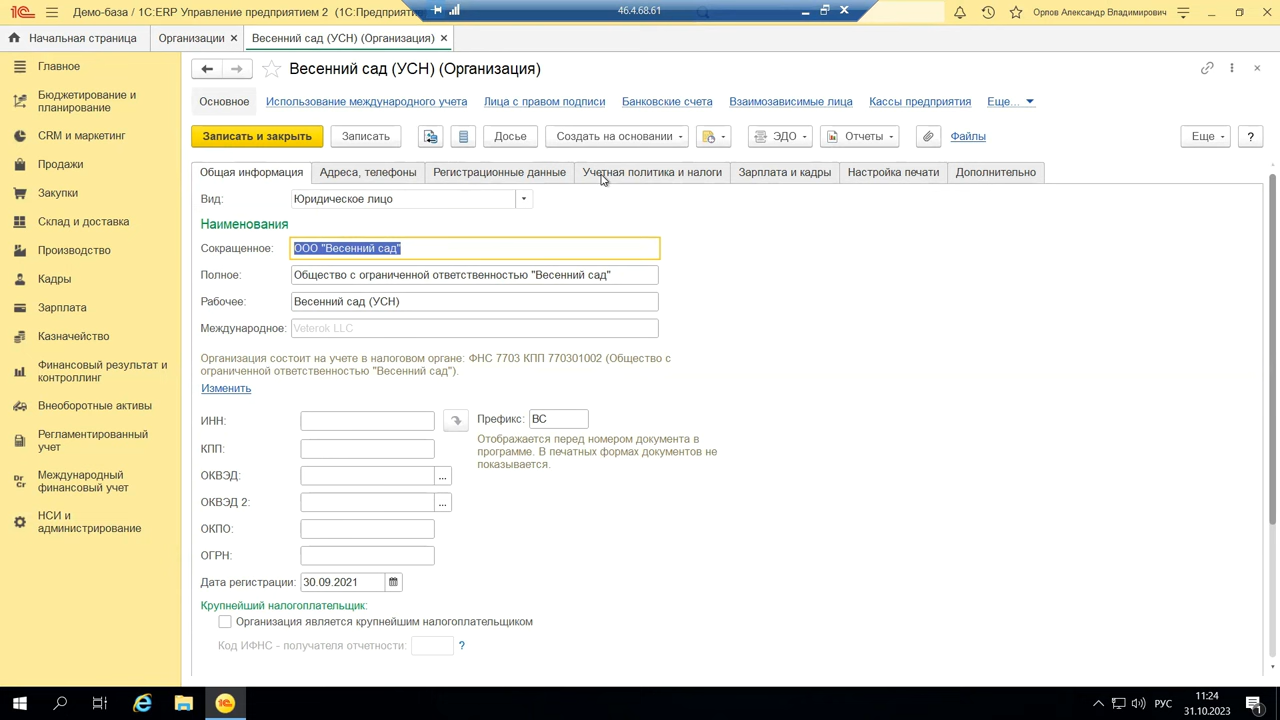 Демо-база / 1С:ERP Управление предприятием 2 (1С:Предприяти
46.4.68.61
Орлов Александр Владимирович
Начальная страница
Организации
Весенний сад (УСН) (Организация)
Главное
Бюджетирование и
планирование
CRM и маркетинг
Продажи
Закупки
Склад и доставка
Производство
Кадры
Зарплата
Казначейство
Финансовый результат и
контроллинг
Внеоборотные активы
Регламентированный
учет
Международный
финансовый учет
НСИ и
администрирование
Весенний сад (УСН) (Организация)
Основное Использование международного учета Лица с правом подписи Банковские счета Взаимозависимые лица Кассы предприятия Еще...
Записать и закрыть Записать Досье Создать на основании ЭДО Отчеты Файлы Еще ?
Общая информация Адреса, телефоны Регистрационные данные Учетная политика и налоги Зарплата и кадры Настройка печати Дополнительно
Вид: Юридическое лицо
Наименования
Сокращенное: ООО "Весенний сад"
Полное: Общество с ограниченной ответственностью "Весенний сад"
Рабочее: Весенний сад (УСН)
Международное: Veterok LLC
Организация состоит на учете в налоговом органе: ФНС 7703 КПП 770301002 (Общество с
ограниченной ответственностью "Весенний сад").
Изменить
ИНН: Префикс: ВС
Отображается перед номером документа в
программе. В печатных формах документов не
показывается.
КПП:
ОКВЭД: ...
ОКВЭД 2: ...
ОКПО:
ОГРН:
Дата регистрации: 30.09.2021
Крупнейший налогоплательщик:
Организация является крупнейшим налогоплательщиком
Код ИФНС - получателя отчетности: ?
РУС
11:24
31.10.2023
1